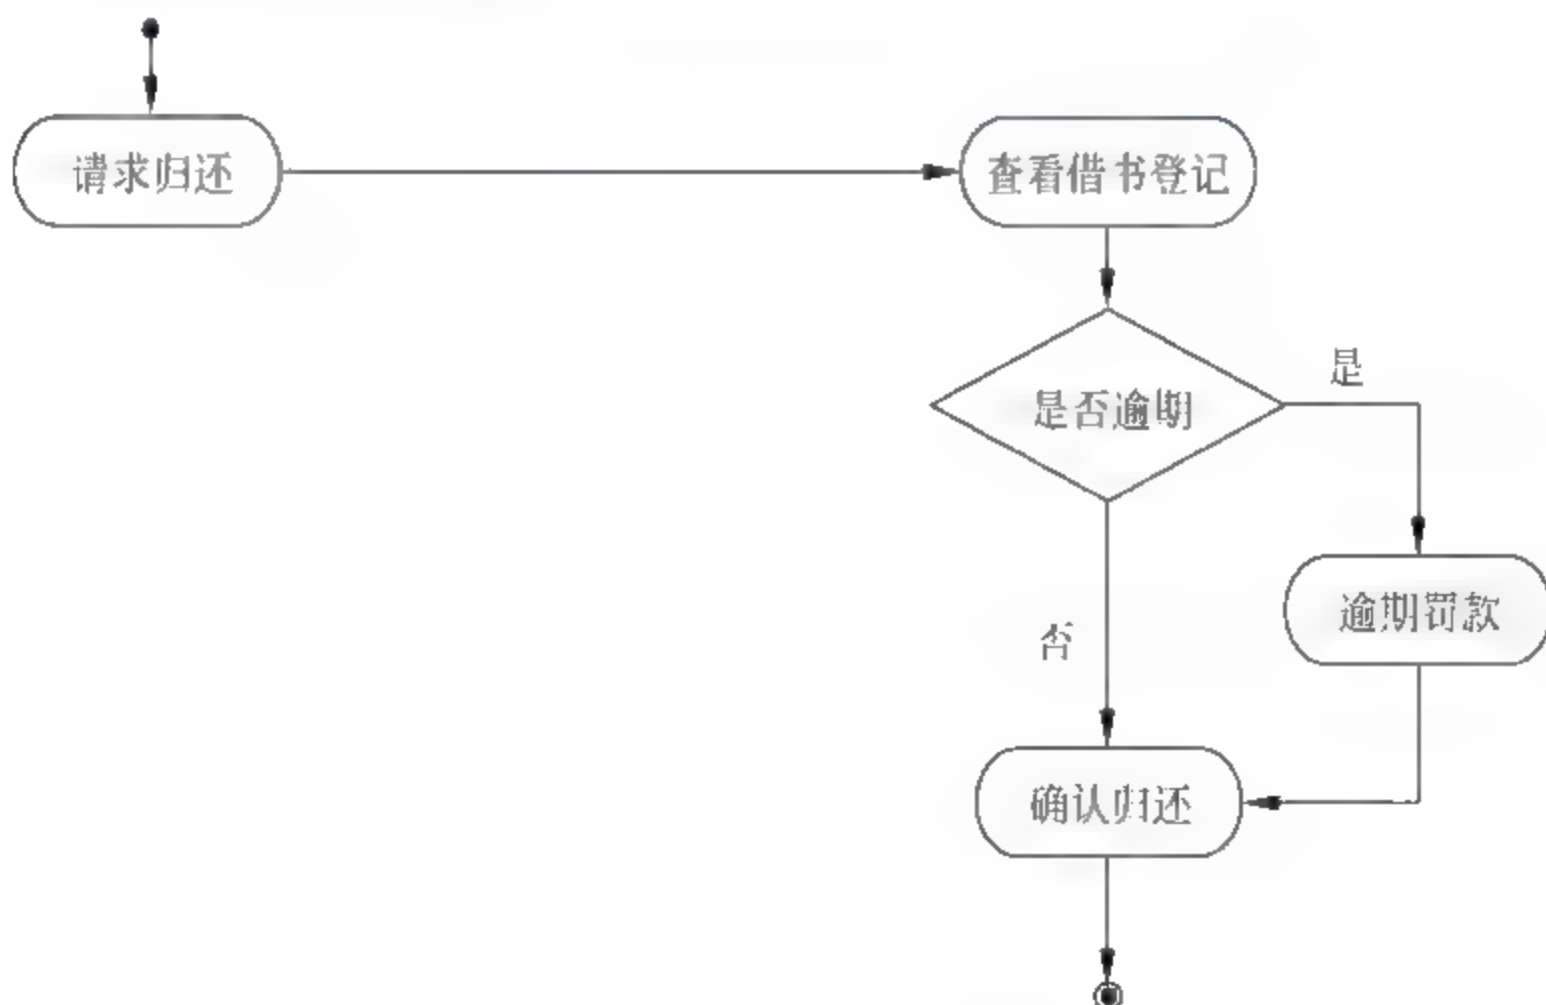 请求归还
查看借书登记
是
是否逾期
逾期罚款
否
确认归还